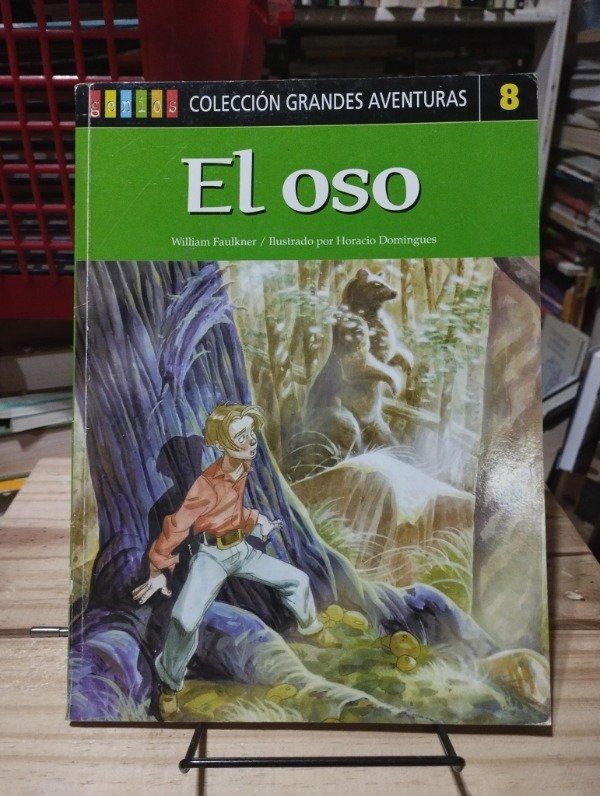 genios COLECCIÓN GRANDES AVENTURAS 8
El oso
William Faulkner / Ilustrado por Horacio Domingues